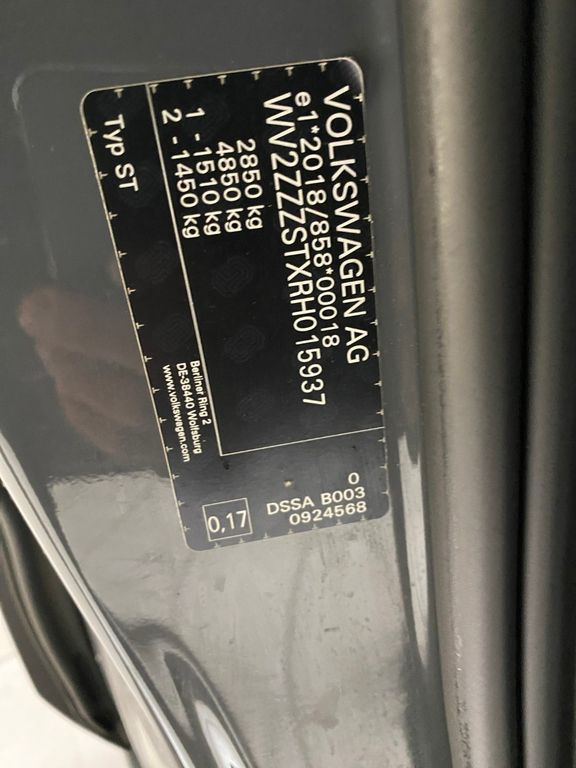 VOLKSWAGEN AG
e1*2018/858*00018
WV2ZZZSTXRH015937
2850 kg
4850 kg
1 - 1510 kg
2 - 1450 kg
Typ ST
Berliner Ring 2
DE-38440 Wolfsburg
www.volkswagen.com
0
DSSA B003
0924568
0,17